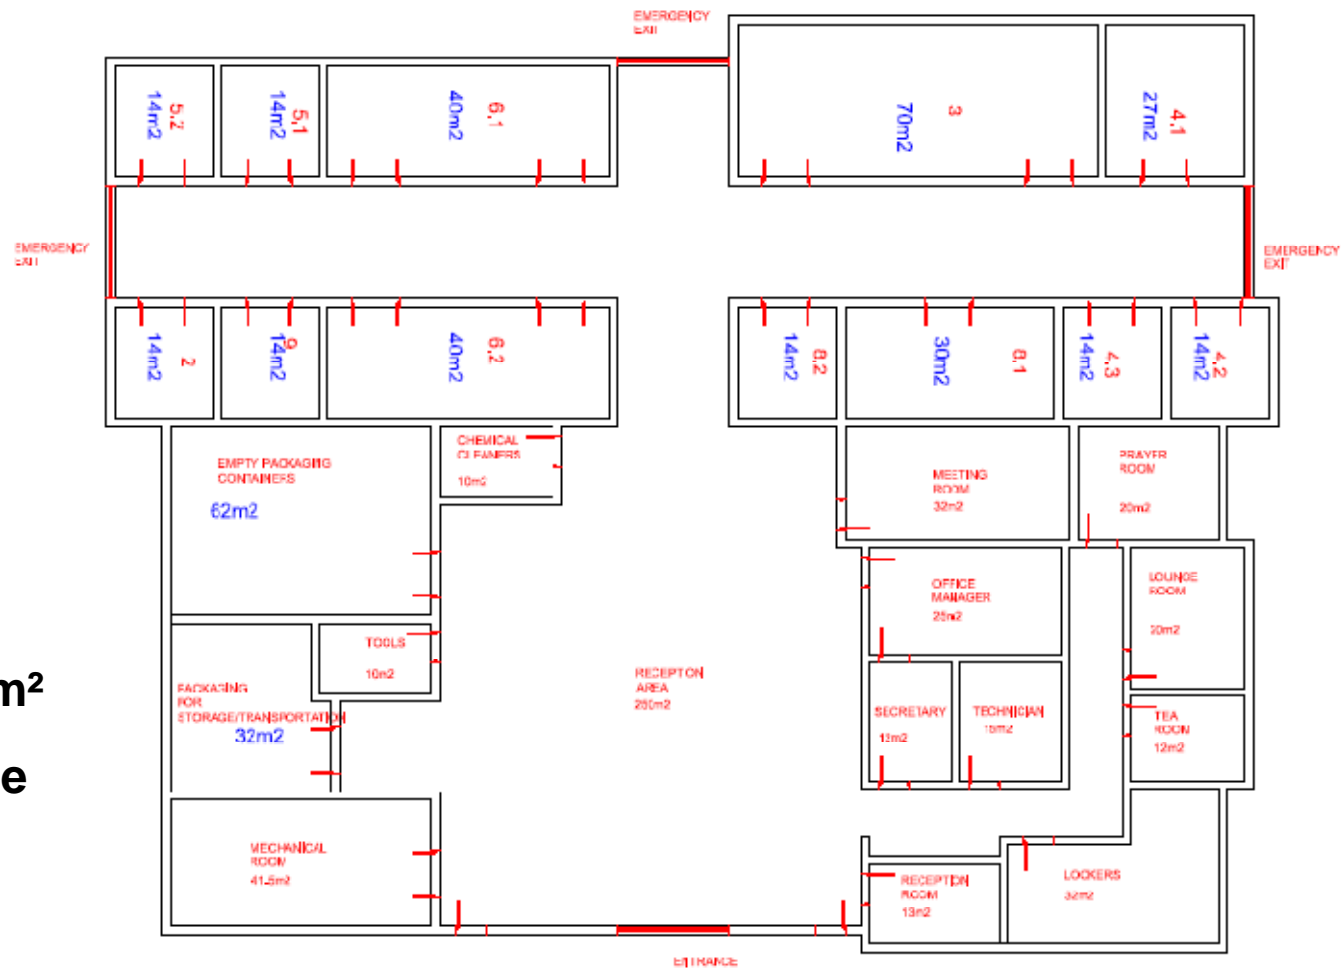 EMERGENCY
EXIT
5,2
14m2
5,1
14m2
6,1
40m2
3
70m2
4,1
27m2
EMERGENCY
EXIT
EMERGENCY
EXIT
2
14m2
9
14m2
6,2
40m2
8,2
14m2
8,1
30m2
4,3
14m2
4,2
14m2
EMPTY PACKAGING
CONTAINERS
62m2
CHEMICAL
CLEANERS
10m2
MEETING
ROOM
32m2
PRAYER
ROOM
20m2
OFFICE
MANAGER
25m2
LOUNGE
ROOM
TOOLS
10m2
RECEPTION
AREA
PACKAGING
FOR
STORAGE/TRANSPORTATION
32m2
m²
e
SECRETARY
13m2
TECHNICIAN
15m2
TEA
ROOM
12m2
MECHANICAL
ROOM
41.5m2
RECEPTION
ROOM
13m2
LOCKERS
32m2
ENTRANCE